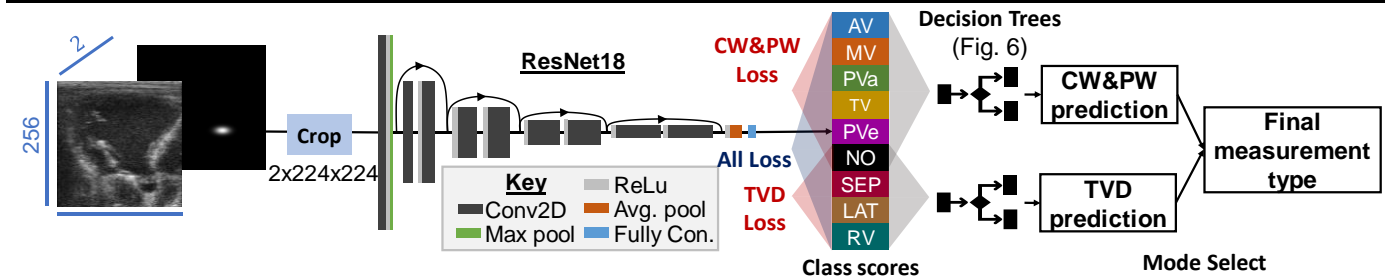 2
256
Crop
2x224x224
ResNet18
Key
Conv2D
Max pool
ReLu
Avg. pool
Fully Con.
CW&PW
Loss
All Loss
TVD
Loss
AV
MV
PVa
TV
PVe
NO
SEP
LAT
RV
Class scores
Decision Trees
(Fig. 6)
CW&PW
prediction
TVD
prediction
Final
measurement
type
Mode Select